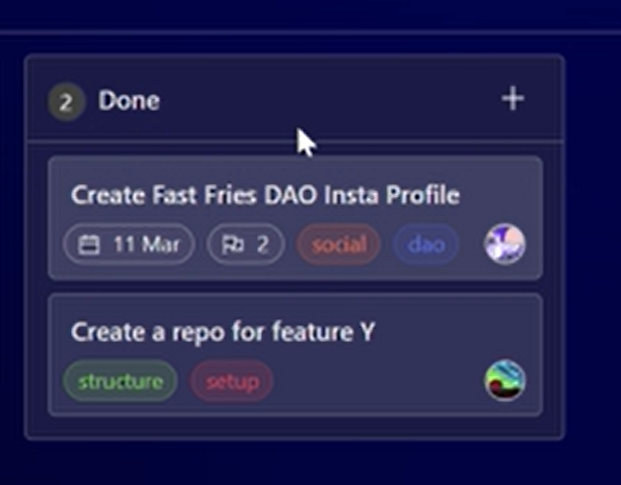 2 Done +
Create Fast Fries DAO Insta Profile
11 Mar 2 social dao
Create a repo for feature Y
structure setup